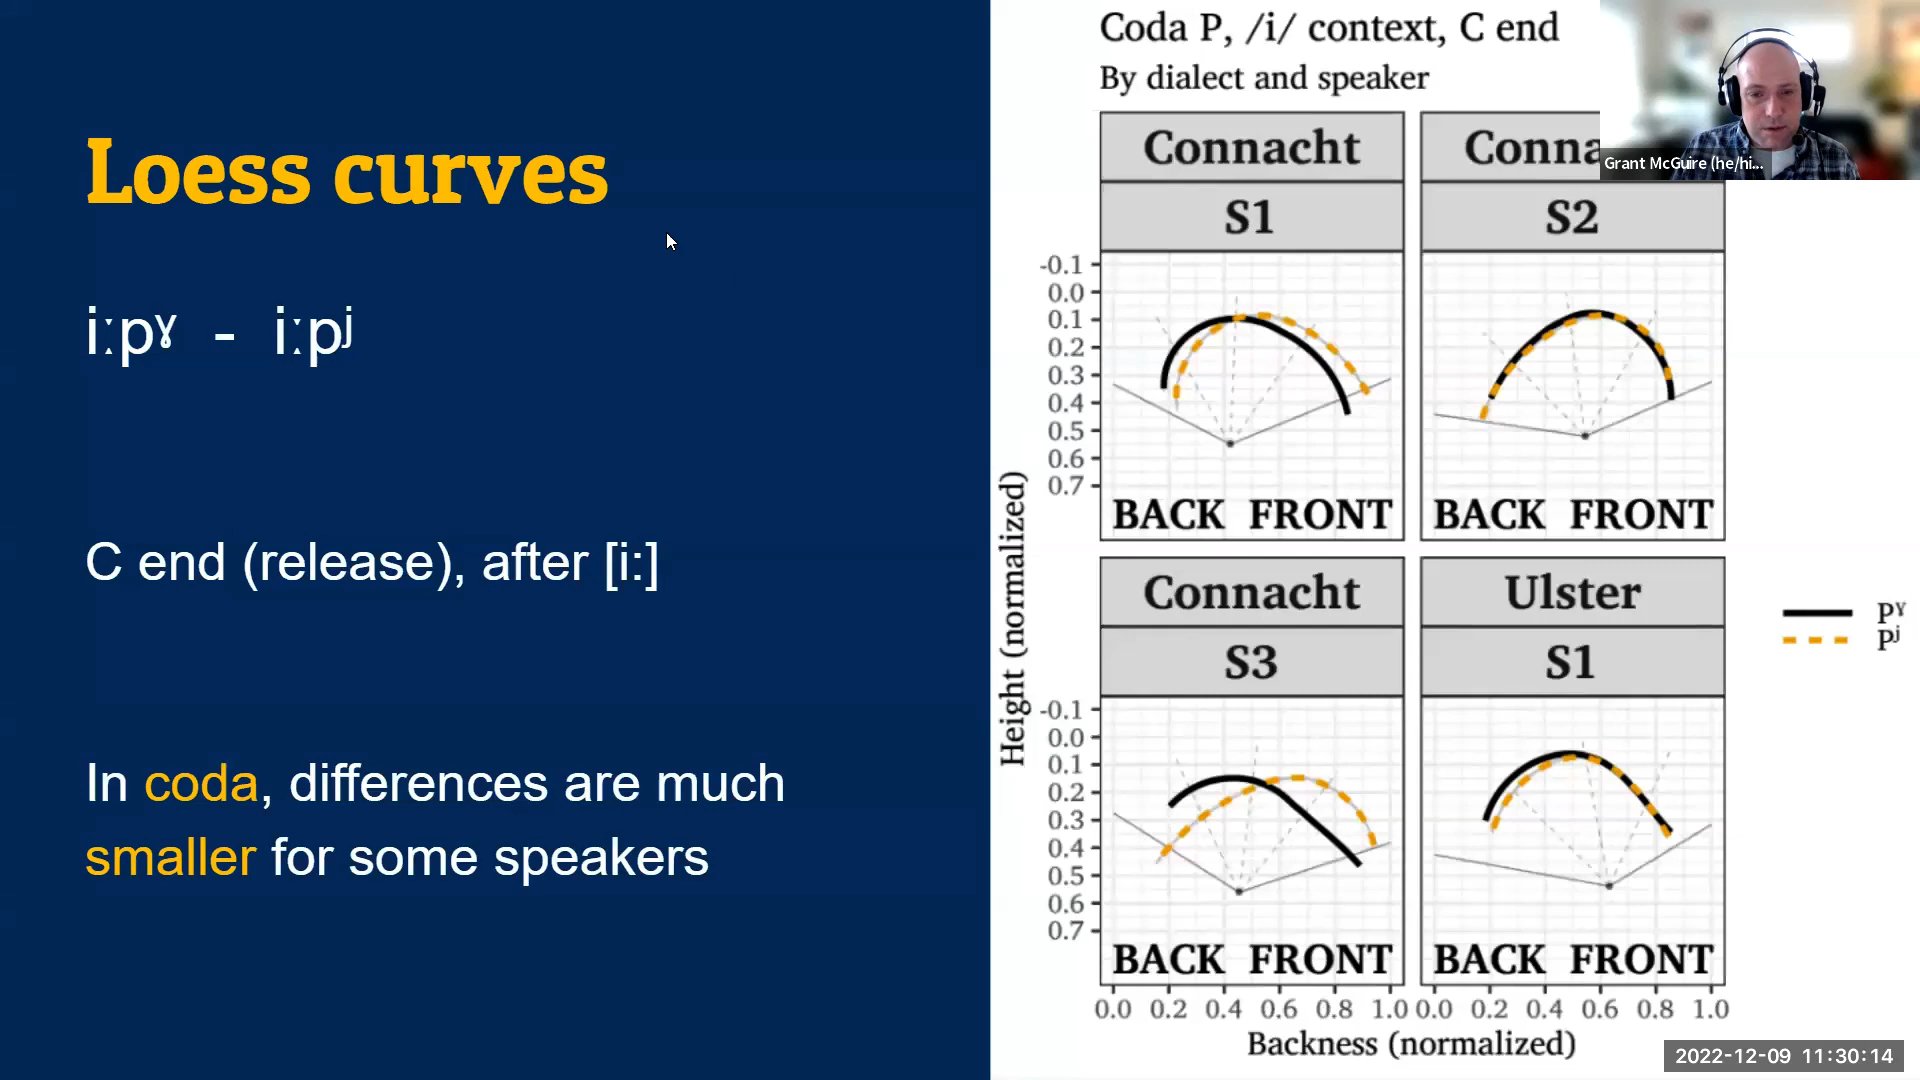 Loess curves
iːpˠ - iːpʲ
C end (release), after [i:]
In coda, differences are much
smaller for some speakers
Coda P, /i/ context, C end
By dialect and speaker
Connacht
S1
S2
-0.1
0.0
0.1
0.2
0.3
0.4
0.5
0.6
0.7
BACK FRONT
BACK FRONT
Connacht
Ulster
S3
S1
-0.1
0.0
0.1
0.2
0.3
0.4
0.5
0.6
0.7
BACK FRONT
BACK FRONT
0.0 0.2 0.4 0.6 0.8 1.0
0.0 0.2 0.4 0.6 0.8 1.0
Height (normalized)
Backness (normalized)
Pˠ
Pʲ
Grant McGuire (he/hi...
2022-12-09 11:30:14